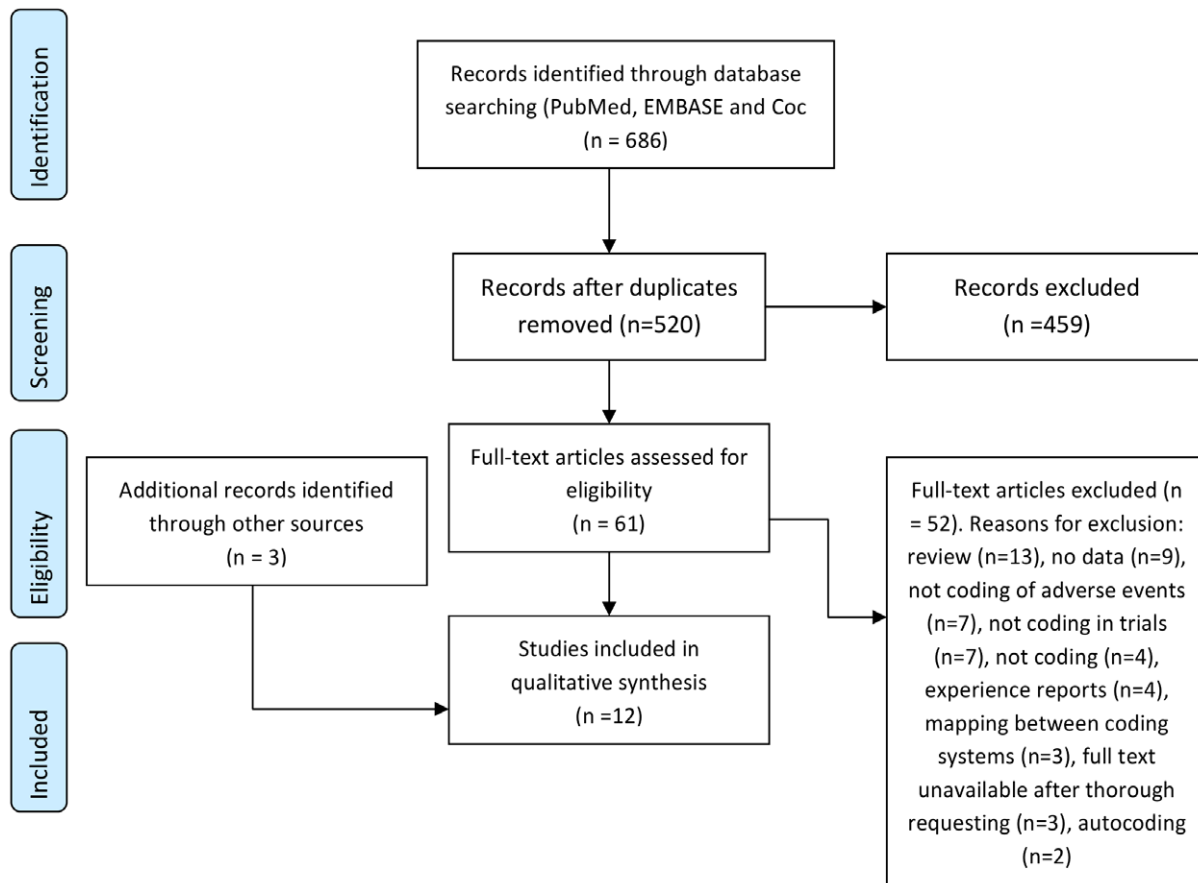 Identification
Records identified through database
searching (PubMed, EMBASE and Coc
(n = 686)
Screening
Records after duplicates
removed (n=520)
Records excluded
(n =459)
Eligibility
Full-text articles assessed for
eligibility
(n = 61)
Additional records identified
through other sources
(n = 3)
Full-text articles excluded (n
= 52). Reasons for exclusion:
review (n=13), no data (n=9),
not coding of adverse events
(n=7), not coding in trials
(n=7), not coding (n=4),
experience reports (n=4),
mapping between coding
systems (n=3), full text
unavailable after thorough
requesting (n=3), autocoding
(n=2)
Included
Studies included in
qualitative synthesis
(n =12)